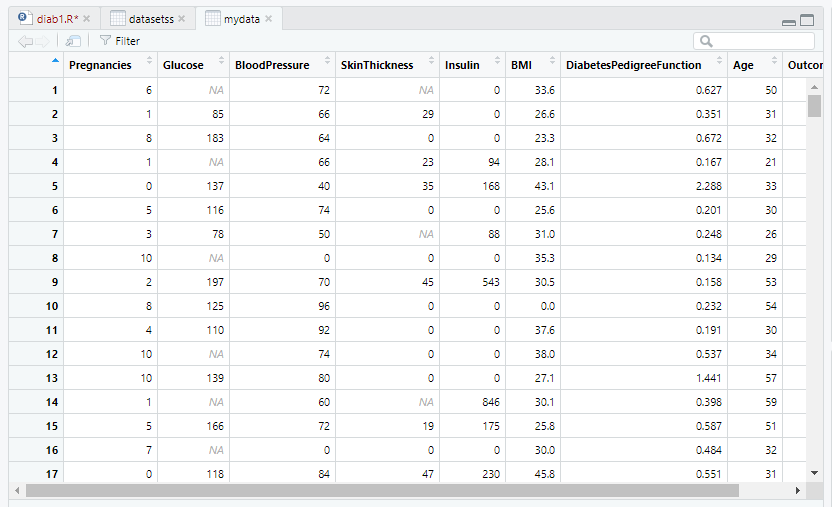 diab1.R* datasetss mydata
Filter
Pregnancies Glucose BloodPressure SkinThickness Insulin BMI DiabetesPedigreeFunction Age Outcom
1 6 NA 72 NA 0 33.6 0.627 50
2 1 85 66 29 0 26.6 0.351 31
3 8 183 64 0 0 23.3 0.672 32
4 1 NA 66 23 94 28.1 0.167 21
5 0 137 40 35 168 43.1 2.288 33
6 5 116 74 0 0 25.6 0.201 30
7 3 78 50 NA 88 31.0 0.248 26
8 10 NA 0 0 0 35.3 0.134 29
9 2 197 70 45 543 30.5 0.158 53
10 8 125 96 0 0 0.0 0.232 54
11 4 110 92 0 0 37.6 0.191 30
12 10 NA 74 0 0 38.0 0.537 34
13 10 139 80 0 0 27.1 1.441 57
14 1 NA 60 NA 846 30.1 0.398 59
15 5 166 72 19 175 25.8 0.587 51
16 7 NA 0 0 0 30.0 0.484 32
17 0 118 84 47 230 45.8 0.551 31